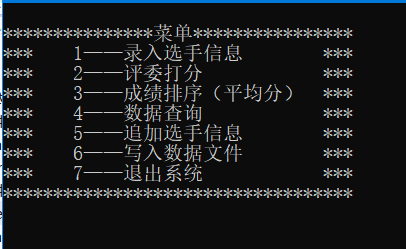 ***************菜单****************
***    1——录入选手信息        ***
***    2——评委打分            ***
***    3——成绩排序（平均分）  ***
***    4——数据查询            ***
***    5——追加选手信息        ***
***    6——写入数据文件        ***
***    7——退出系统            ***
***********************************